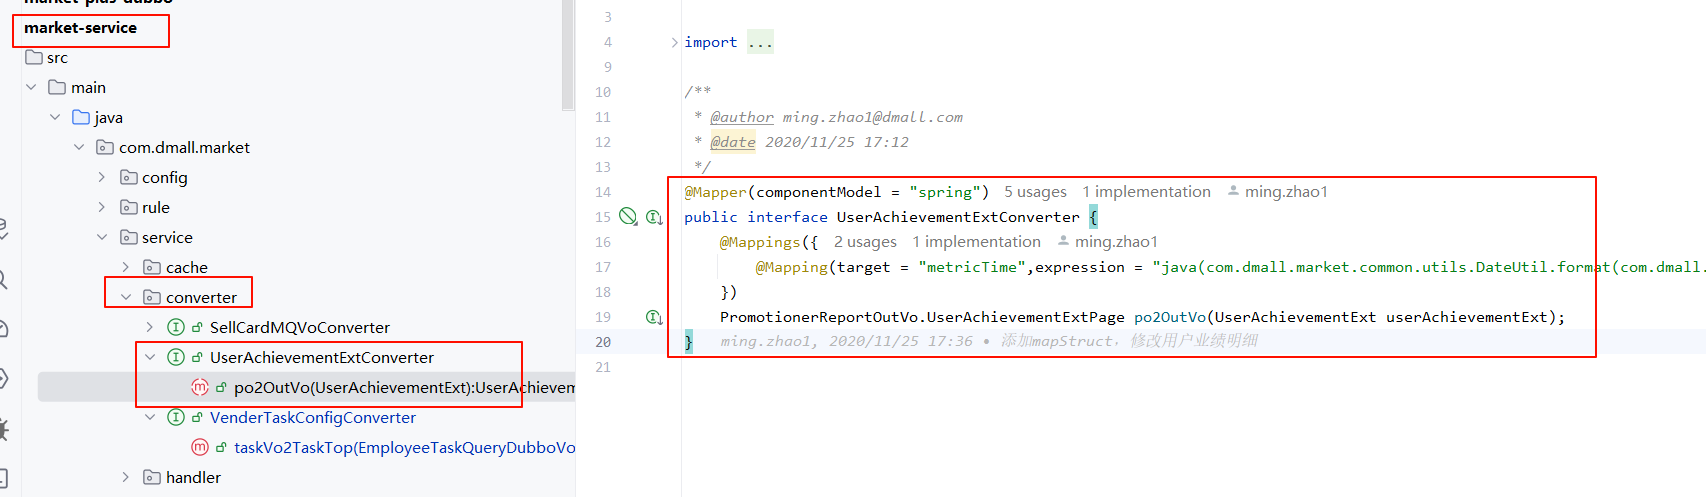 market-plus-dubbo
market-service
src
main
java
com.dmall.market
config
rule
service
cache
converter
SellCardMQVoConverter
UserAchievementExtConverter
po2OutVo(UserAchievementExt):UserAchievem
VenderTaskConfigConverter
taskVo2TaskTop(EmployeeTaskQueryDubboVo
handler
3
4 import ...
9
10 /**
11 * @author ming.zhao1@dmall.com
12 * @date 2020/11/25 17:12
13 */
14 @Mapper(componentModel = "spring") 5 usages 1 implementation ming.zhao1
15 public interface UserAchievementExtConverter {
16 @Mappings({ 2 usages 1 implementation ming.zhao1
17 @Mapping(target = "metricTime",expression = "java(com.dmall.market.common.utils.DateUtil.format(com.dmall.
18 })
19 PromotionerReportOutVo.UserAchievementExtPage po2OutVo(UserAchievementExt userAchievementExt);
20 } ming.zhao1, 2020/11/25 17:36 • 添加mapStruct，修改用户业绩明细
21